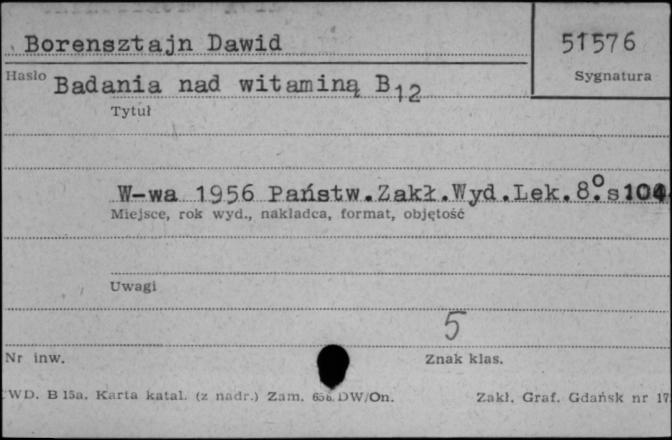 Borensztajn Dawid
51576
Hasło
Sygnatura
Badania nad witaminą B12
Tytuł
W-wa 1956 Państw.Zakł.Wyd.Lek.8°.s104
Miejsce, rok wyd., nakładca, format, objętość
Uwagi
5
Nr inw.
Znak klas.
WD. B 15a. Karta katal. (z nadr.) Zam. DW/On.
Zakł. Graf. Gdańsk nr 17